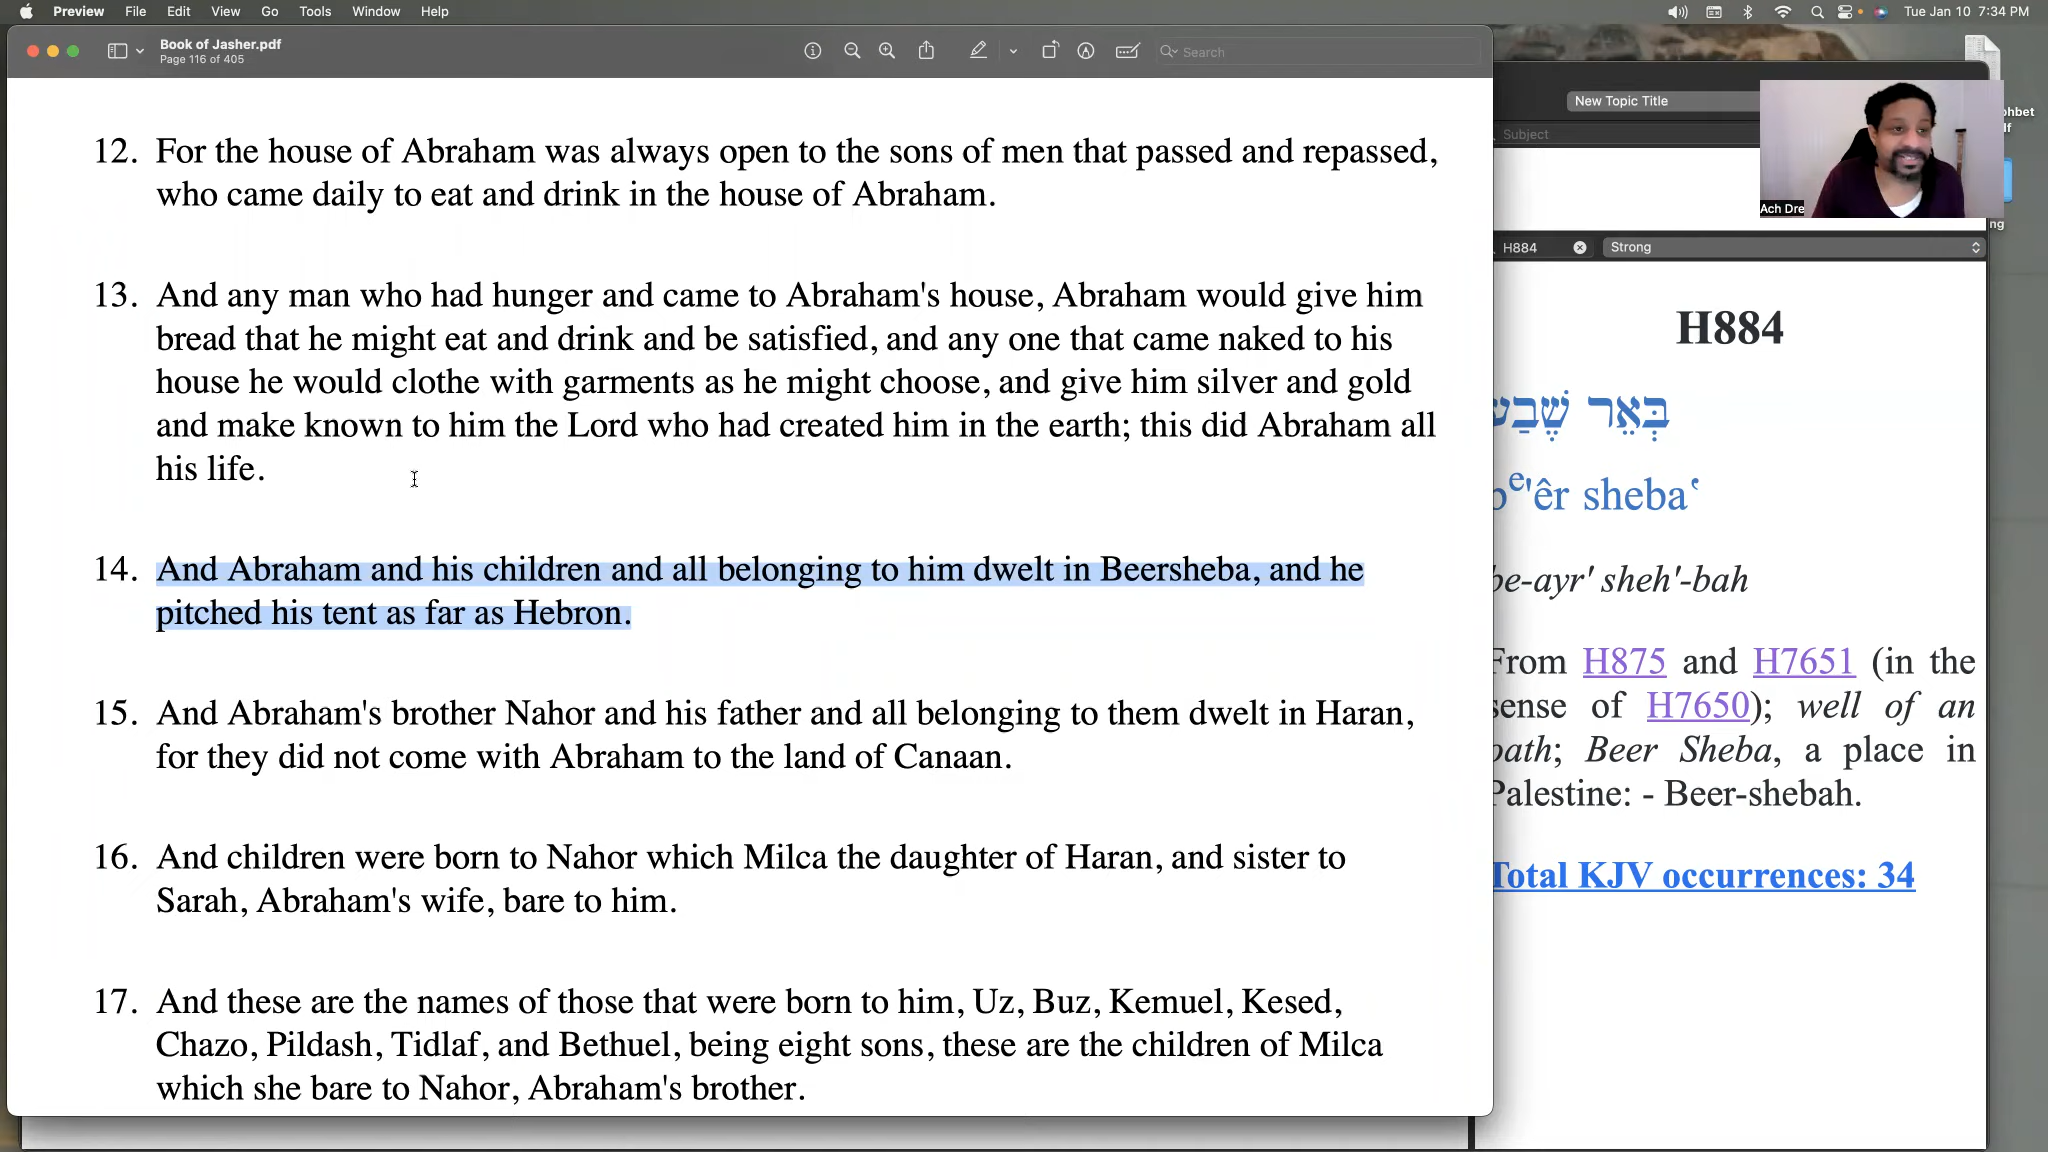 Preview File Edit View Go Tools Window Help
Tue Jan 10 7:34 PM
Book of Jasher.pdf
Page 116 of 405
Search
12. For the house of Abraham was always open to the sons of men that passed and repassed,
who came daily to eat and drink in the house of Abraham.
13. And any man who had hunger and came to Abraham's house, Abraham would give him
bread that he might eat and drink and be satisfied, and any one that came naked to his
house he would clothe with garments as he might choose, and give him silver and gold
and make known to him the Lord who had created him in the earth; this did Abraham all
his life.
14. And Abraham and his children and all belonging to him dwelt in Beersheba, and he
pitched his tent as far as Hebron.
15. And Abraham's brother Nahor and his father and all belonging to them dwelt in Haran,
for they did not come with Abraham to the land of Canaan.
16. And children were born to Nahor which Milca the daughter of Haran, and sister to
Sarah, Abraham's wife, bare to him.
17. And these are the names of those that were born to him, Uz, Buz, Kemuel, Kesed,
Chazo, Pildash, Tidlaf, and Bethuel, being eight sons, these are the children of Milca
which she bare to Nahor, Abraham's brother.
New Topic Title
Subject
Ach Dre
H884
Strong
H884
בְּאֵר שֶׁבַע
ᵉ'êr sheba‛
be-ayr' sheh'-bah
From H875 and H7651 (in the
sense of H7650); well of an
oath; Beer Sheba, a place in
Palestine: - Beer-shebah.
Total KJV occurrences: 34